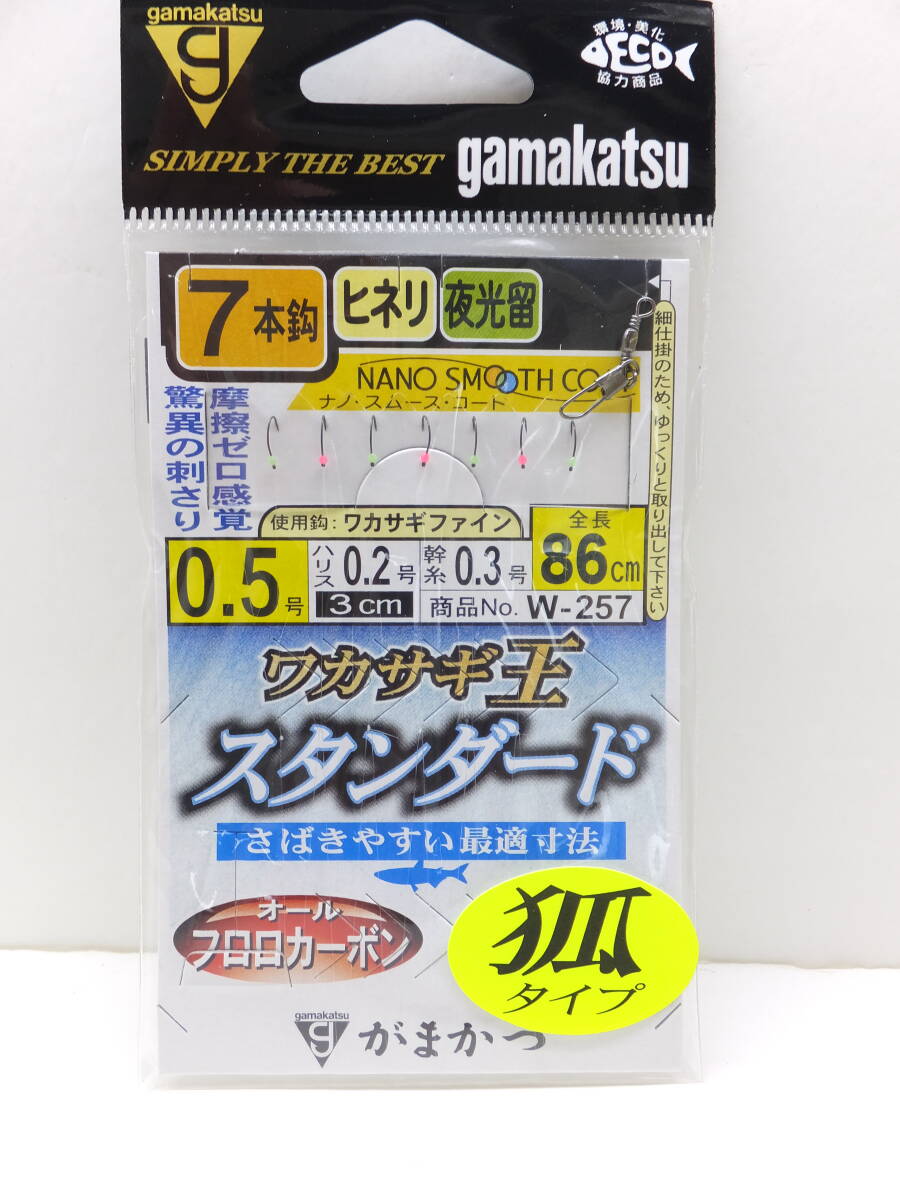 gamakatsu
環境・美化
ECO
協力商品
SIMPLY THE BEST
gamakatsu
7本鈎
ヒネリ
夜光留
NANO SMOOTH CO
ナノ・スムース・コート
摩擦ゼロ感覚
驚異の刺さり
細仕掛のため、ゆっくりと取り出して下さい
使用鈎:ワカサギファイン
全長
86cm
0.5号
ハリス 0.2号
3cm
幹糸 0.3号
商品No. W-257
ワカサギ王
スタンダード
さばきやすい最適寸法
オール
フロロカーボン
狐
タイプ
gamakatsu
がまかつ